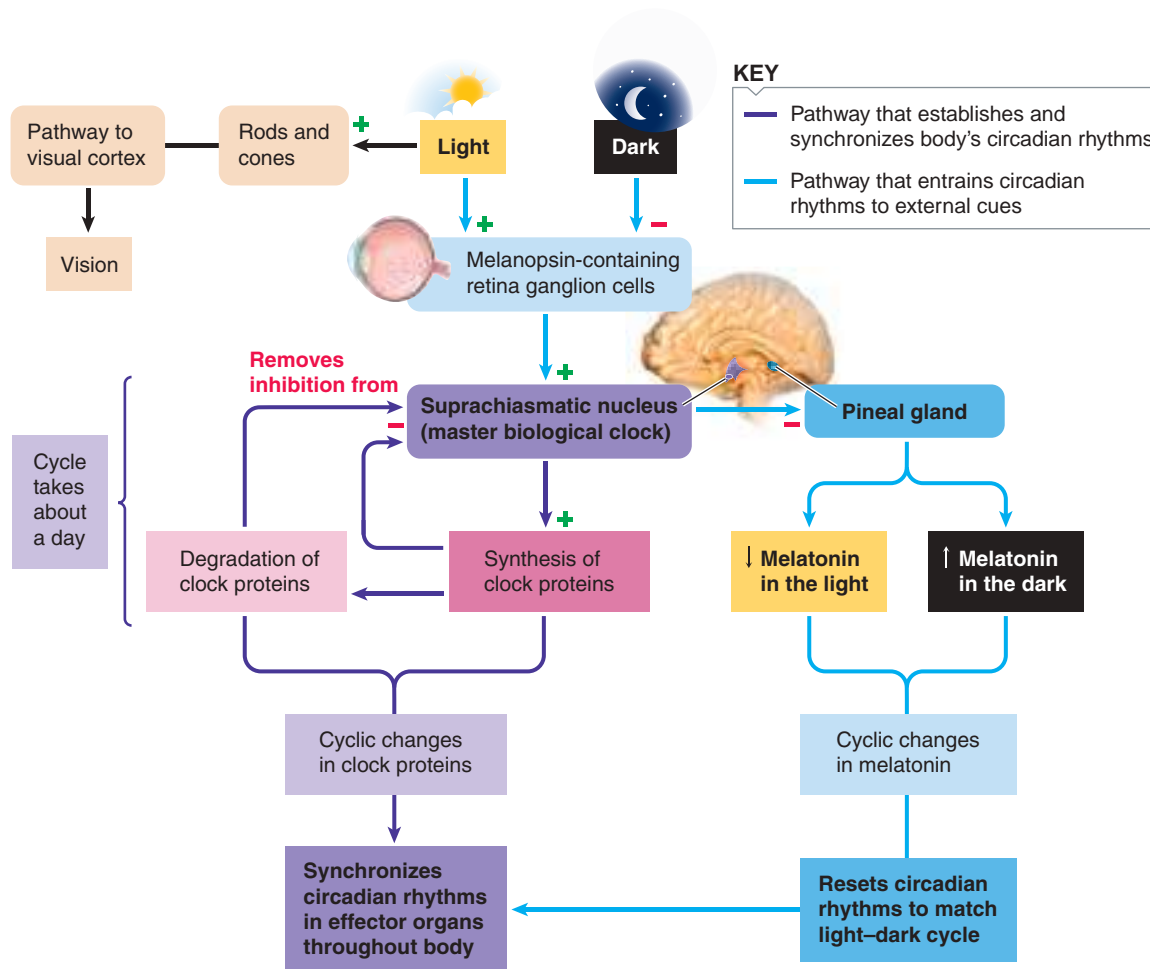 KEY
Pathway that establishes and
synchronizes body's circadian rhythms
Pathway that entrains circadian
rhythms to external cues
Pathway to
visual cortex
Rods and
cones
+
Light
Dark
Vision
+
−
Melanopsin-containing
retina ganglion cells
+
Removes
inhibition from
−
Suprachiasmatic nucleus
(master biological clock)
−
Pineal gland
Cycle
takes
about
a day
+
Degradation of
clock proteins
Synthesis of
clock proteins
↓ Melatonin
in the light
↑ Melatonin
in the dark
Cyclic changes
in clock proteins
Cyclic changes
in melatonin
Synchronizes
circadian rhythms
in effector organs
throughout body
Resets circadian
rhythms to match
light–dark cycle